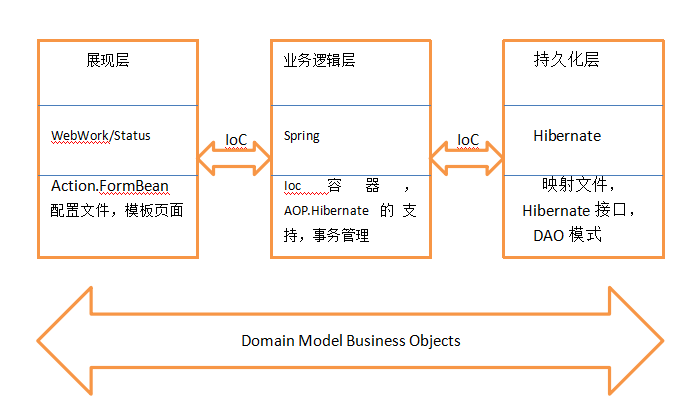 展现层
业务逻辑层
持久化层
WebWork/Status
IoC
Spring
IoC
Hibernate
Action.FormBean
配置文件，模板页面
Ioc 容器，
AOP.Hibernate 的支
持，事务管理
映射文件，
Hibernate 接口，
DAO 模式
Domain Model Business Objects